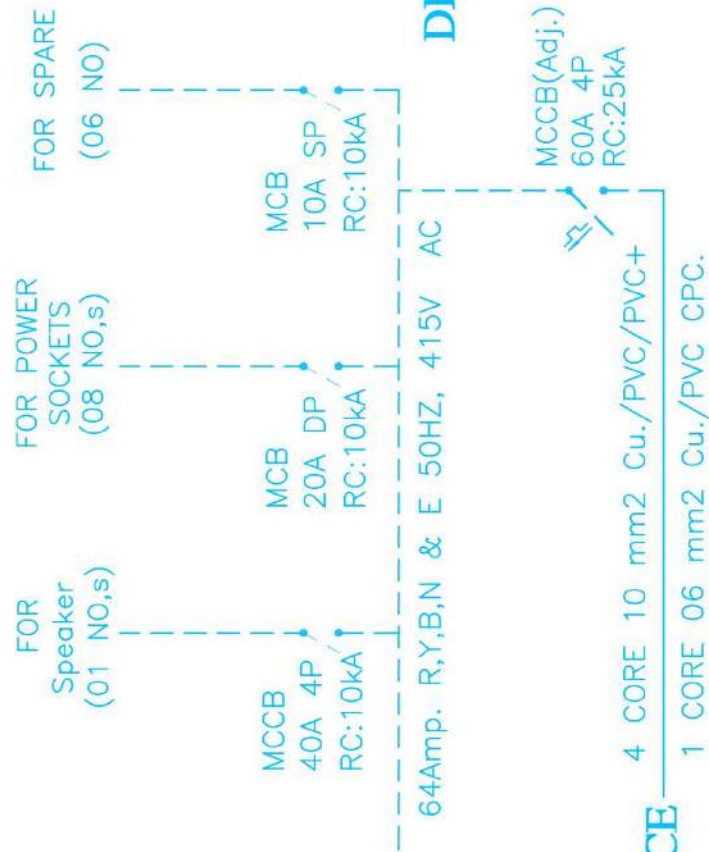 FOR
Speaker
(01 NO,s)
FOR POWER
SOCKETS
(08 NO,s)
FOR SPARE
(06 NO)
MCCB
40A 4P
RC:10kA
MCB
20A DP
RC:10kA
MCB
10A SP
RC:10kA
64Amp. R,Y,B,N & E 50HZ, 415V AC
MCCB(Adj.)
60A 4P
RC:25kA
4 CORE 10 mm2 Cu./PVC/PVC+
1 CORE 06 mm2 Cu./PVC CPC.